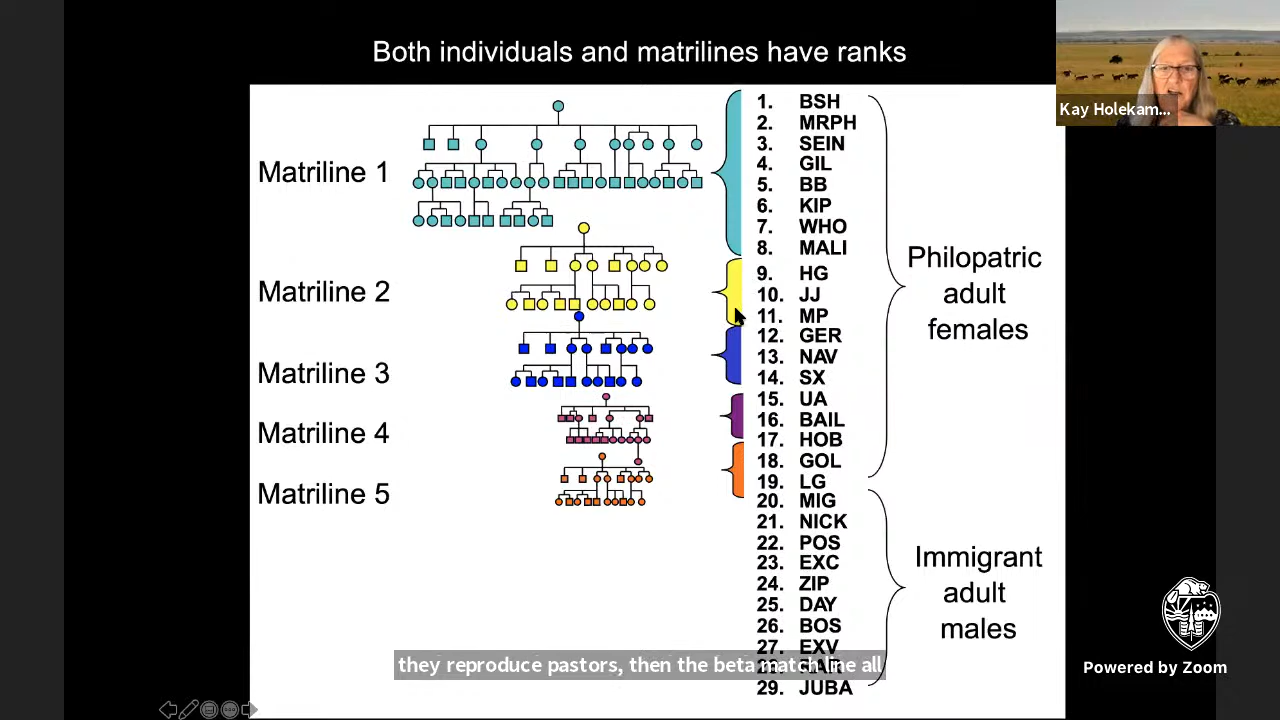 Both individuals and matrilines have ranks
Kay Holekam...
Matriline 1
Matriline 2
Matriline 3
Matriline 4
Matriline 5
1. BSH
2. MRPH
3. SEIN
4. GIL
5. BB
6. KIP
7. WHO
8. MALI
9. HG
10. JJ
11. MP
12. GER
13. NAV
14. SX
15. UA
16. BAIL
17. HOB
18. GOL
19. LG
20. MIG
21. NICK
22. POS
23. EXC
24. ZIP
25. DAY
26. BOS
27. EXV
29. JUBA
Philopatric
adult
females
Immigrant
adult
males
they reproduce pastors, then the beta match line all
Powered by Zoom